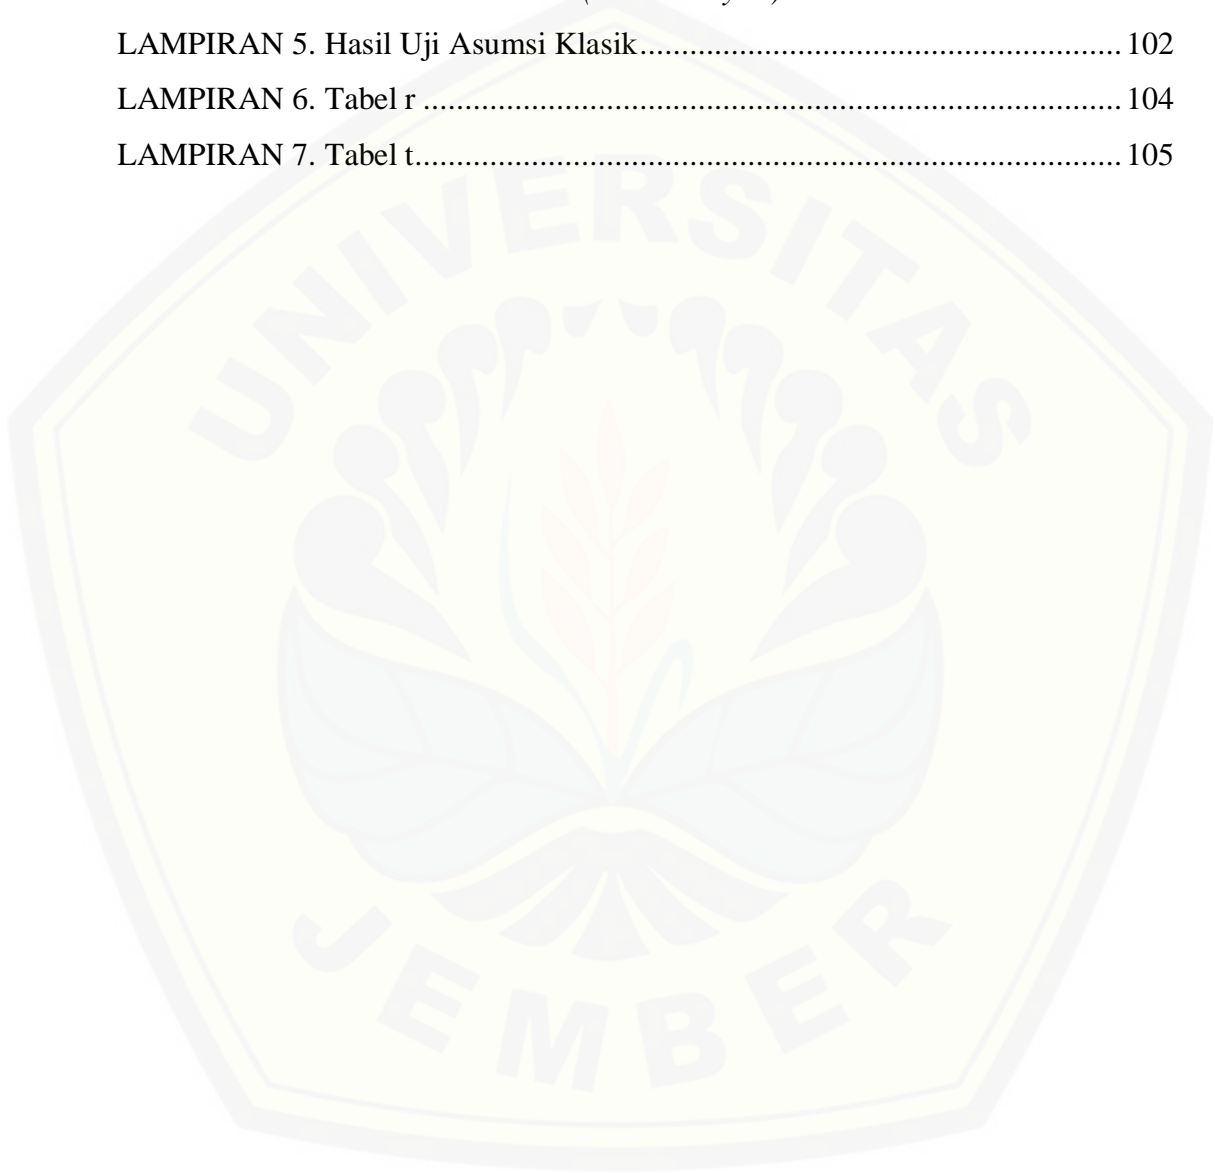 LAMPIRAN 5. Hasil Uji Asumsi Klasik............................................................ 102
LAMPIRAN 6. Tabel r ...................................................................................... 104
LAMPIRAN 7. Tabel t....................................................................................... 105
UNIVERSITAS
JEMBER